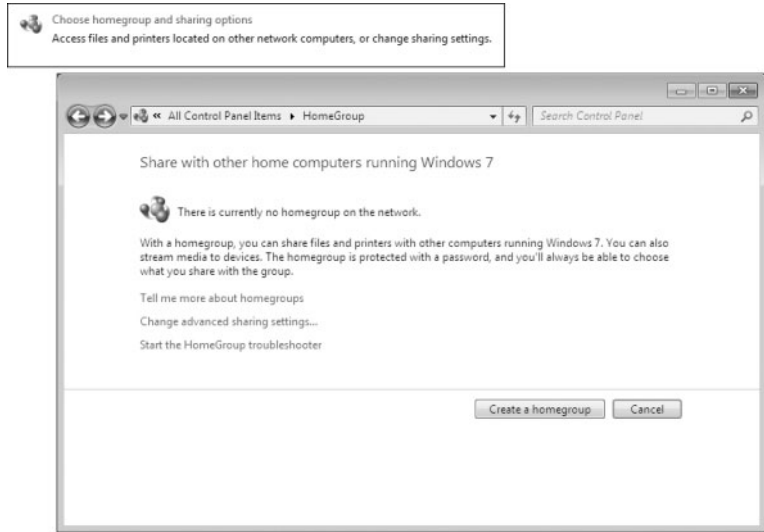 Choose homegroup and sharing options
Access files and printers located on other network computers, or change sharing settings.
« All Control Panel Items ▸ HomeGroup
Search Control Panel
Share with other home computers running Windows 7
There is currently no homegroup on the network.
With a homegroup, you can share files and printers with other computers running Windows 7. You can also
stream media to devices. The homegroup is protected with a password, and you'll always be able to choose
what you share with the group.
Tell me more about homegroups
Change advanced sharing settings...
Start the HomeGroup troubleshooter
Create a homegroup
Cancel